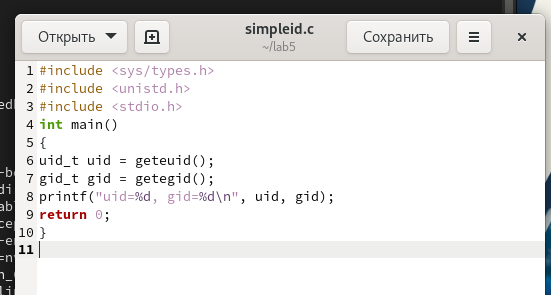 Открыть
simpleid.c
~/lab5
Сохранить
1 #include <sys/types.h>
2 #include <unistd.h>
3 #include <stdio.h>
4 int main()
5 {
6 uid_t uid = geteuid();
7 gid_t gid = getegid();
8 printf("uid=%d, gid=%d\n", uid, gid);
9 return 0;
10 }
11